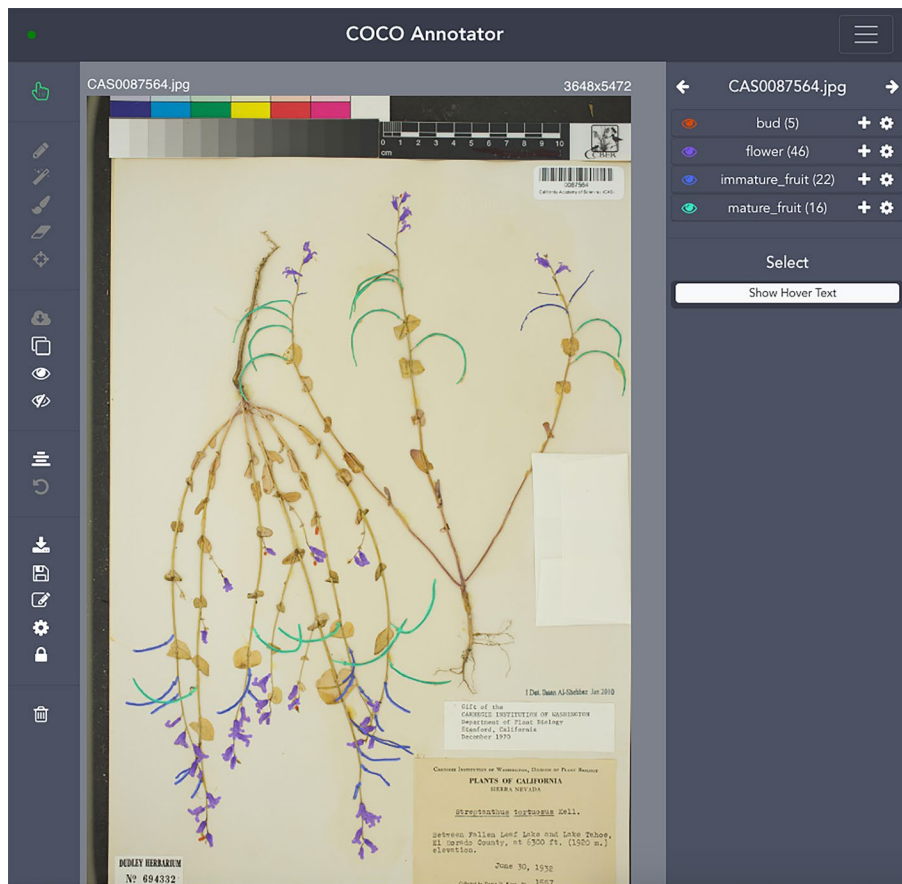 COCO Annotator
CAS0087564.jpg
3648x5472
CAS0087564.jpg
bud (5)
flower (46)
immature_fruit (22)
mature_fruit (16)
Select
Show Hover Text
0 1 2 3 4 5 6 7 8 9 10
cm
0087564
Gift of the
CARNEGIE INSTITUTION OF WASHINGTON
Department of Plant Biology
Stanford, California
December 1970
PLANTS OF CALIFORNIA
SIERRA NEVADA
Streptanthus tortuosus Kell.
Between Fallen Leaf Lake and Lake Tahoe,
El Dorado County, at 6300 ft. (1920 m.)
elevation.
June 30, 1932
DUDLEY HERBARIUM
Nº 694332